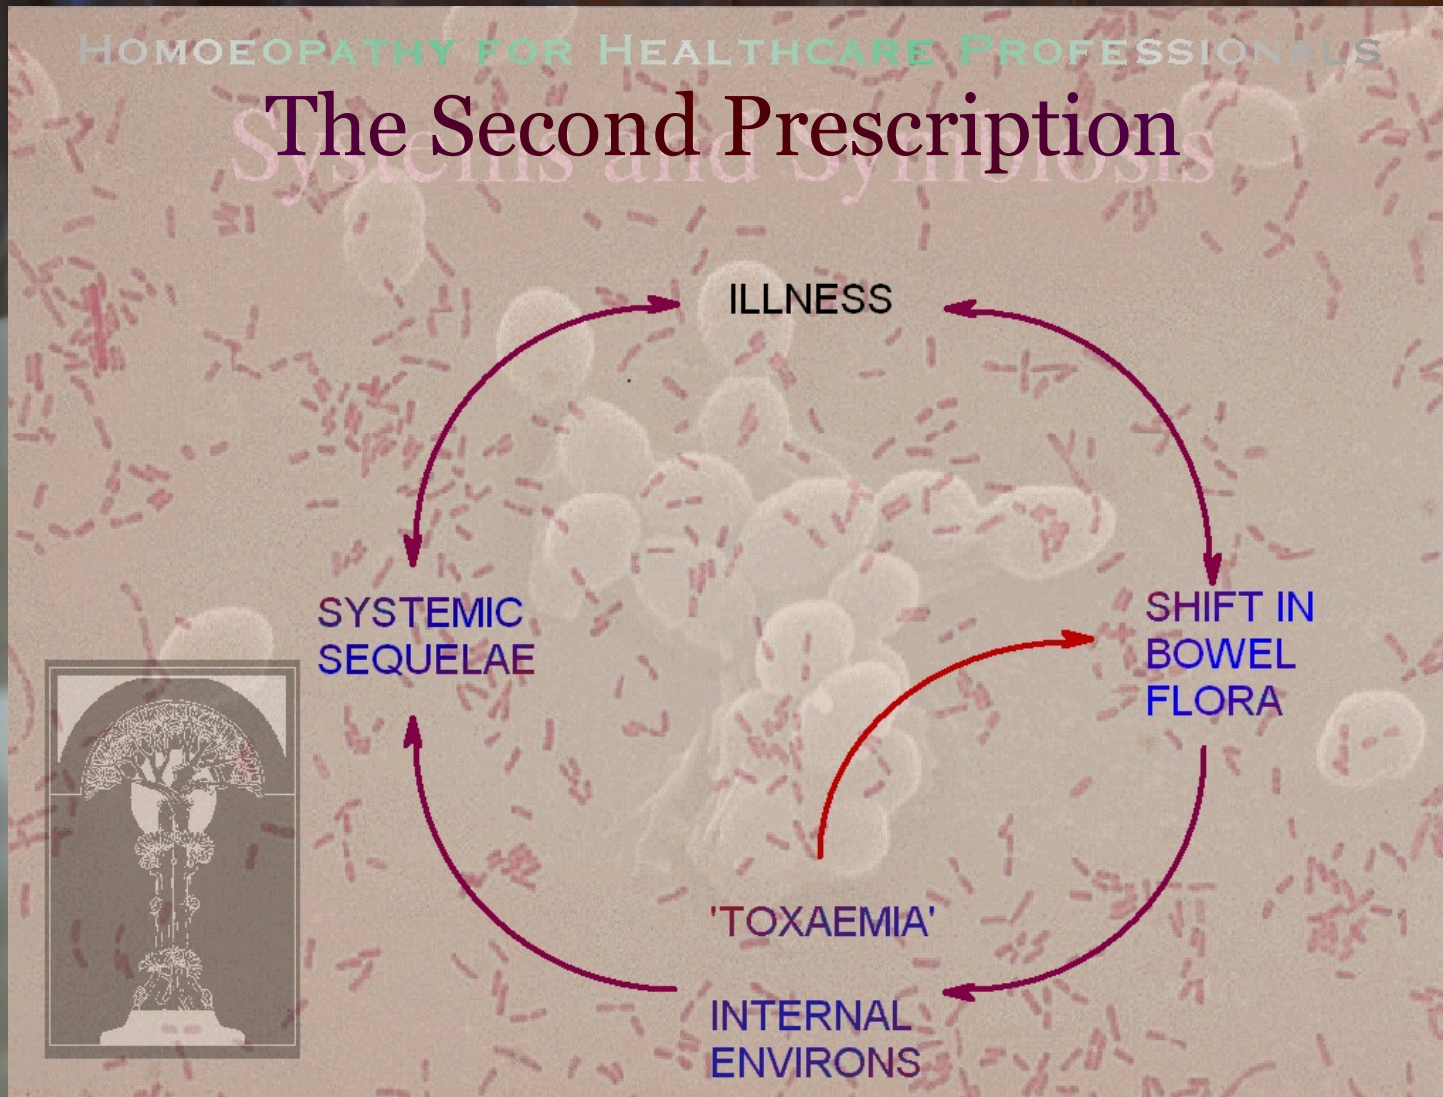 Homoeopathy for Healthcare Professionals
The Second Prescription
Systems and Symbiosis
ILLNESS
SYSTEMIC
SEQUELAE
SHIFT IN
BOWEL
FLORA
'TOXAEMIA'
INTERNAL
ENVIRONS